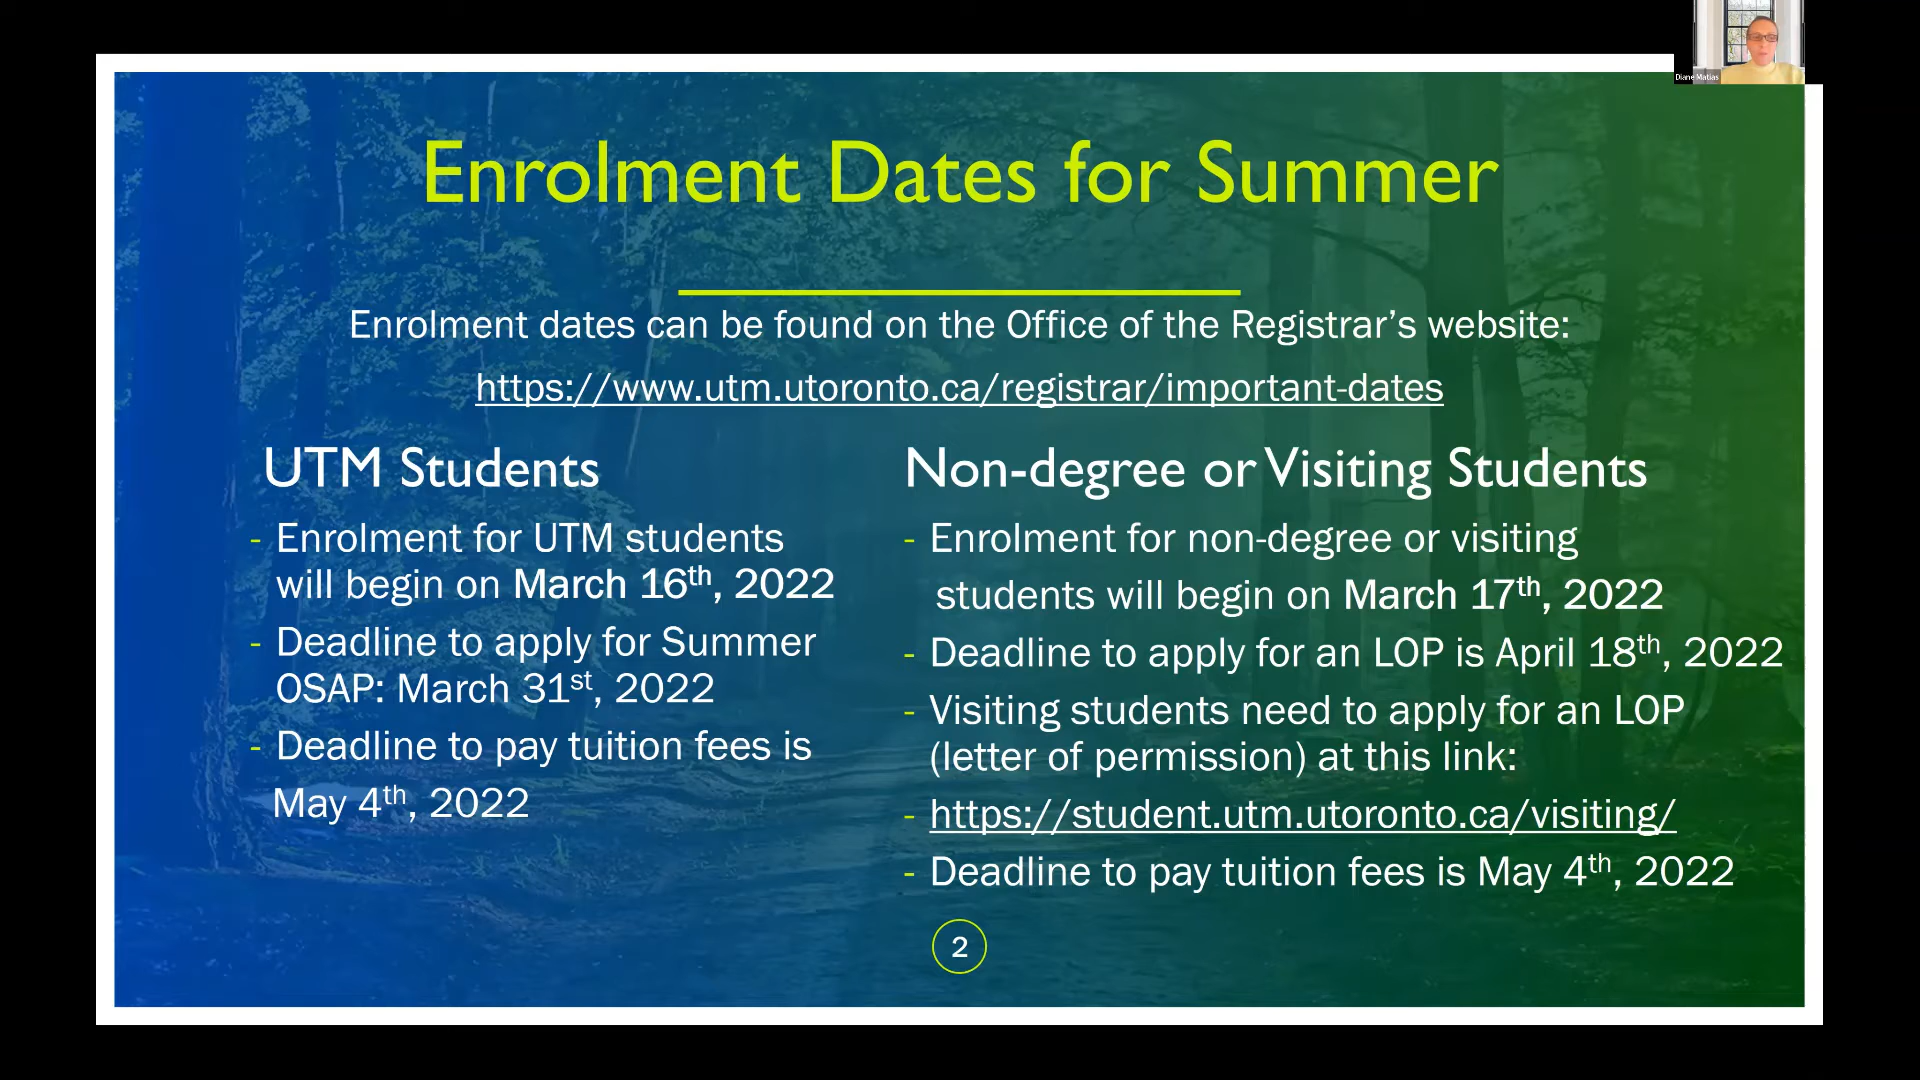 Diane Matias
Enrolment Dates for Summer
Enrolment dates can be found on the Office of the Registrar’s website:
https://www.utm.utoronto.ca/registrar/important-dates
UTM Students
- Enrolment for UTM students
will begin on March 16th, 2022
- Deadline to apply for Summer
OSAP: March 31st, 2022
- Deadline to pay tuition fees is
May 4th, 2022
Non-degree or Visiting Students
- Enrolment for non-degree or visiting
students will begin on March 17th, 2022
- Deadline to apply for an LOP is April 18th, 2022
- Visiting students need to apply for an LOP
(letter of permission) at this link:
- https://student.utm.utoronto.ca/visiting/
- Deadline to pay tuition fees is May 4th, 2022
2